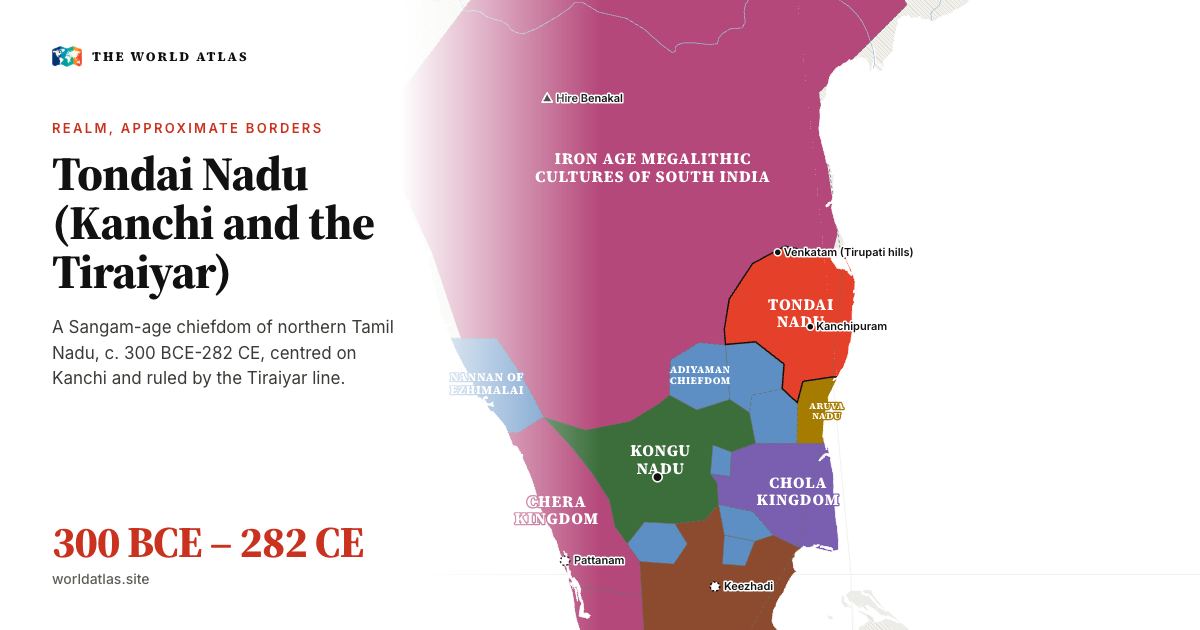 THE WORLD ATLAS
REALM, APPROXIMATE BORDERS
Tondai Nadu
(Kanchi and the
Tiraiyar)
A Sangam-age chiefdom of northern Tamil
Nadu, c. 300 BCE-282 CE, centred on
Kanchi and ruled by the Tiraiyar line.
300 BCE – 282 CE
worldatlas.site
Hire Benakal
IRON AGE MEGALITHIC
CULTURES OF SOUTH INDIA
Venkatam (Tirupati hills)
TONDAI
NADU
Kanchipuram
NANNAN OF
EZHIMALAI
ADIYAMAN
CHIEFDOM
ARUVA
NADU
KONGU
NADU
CHOLA
KINGDOM
CHERA
KINGDOM
Pattanam
Keezhadi